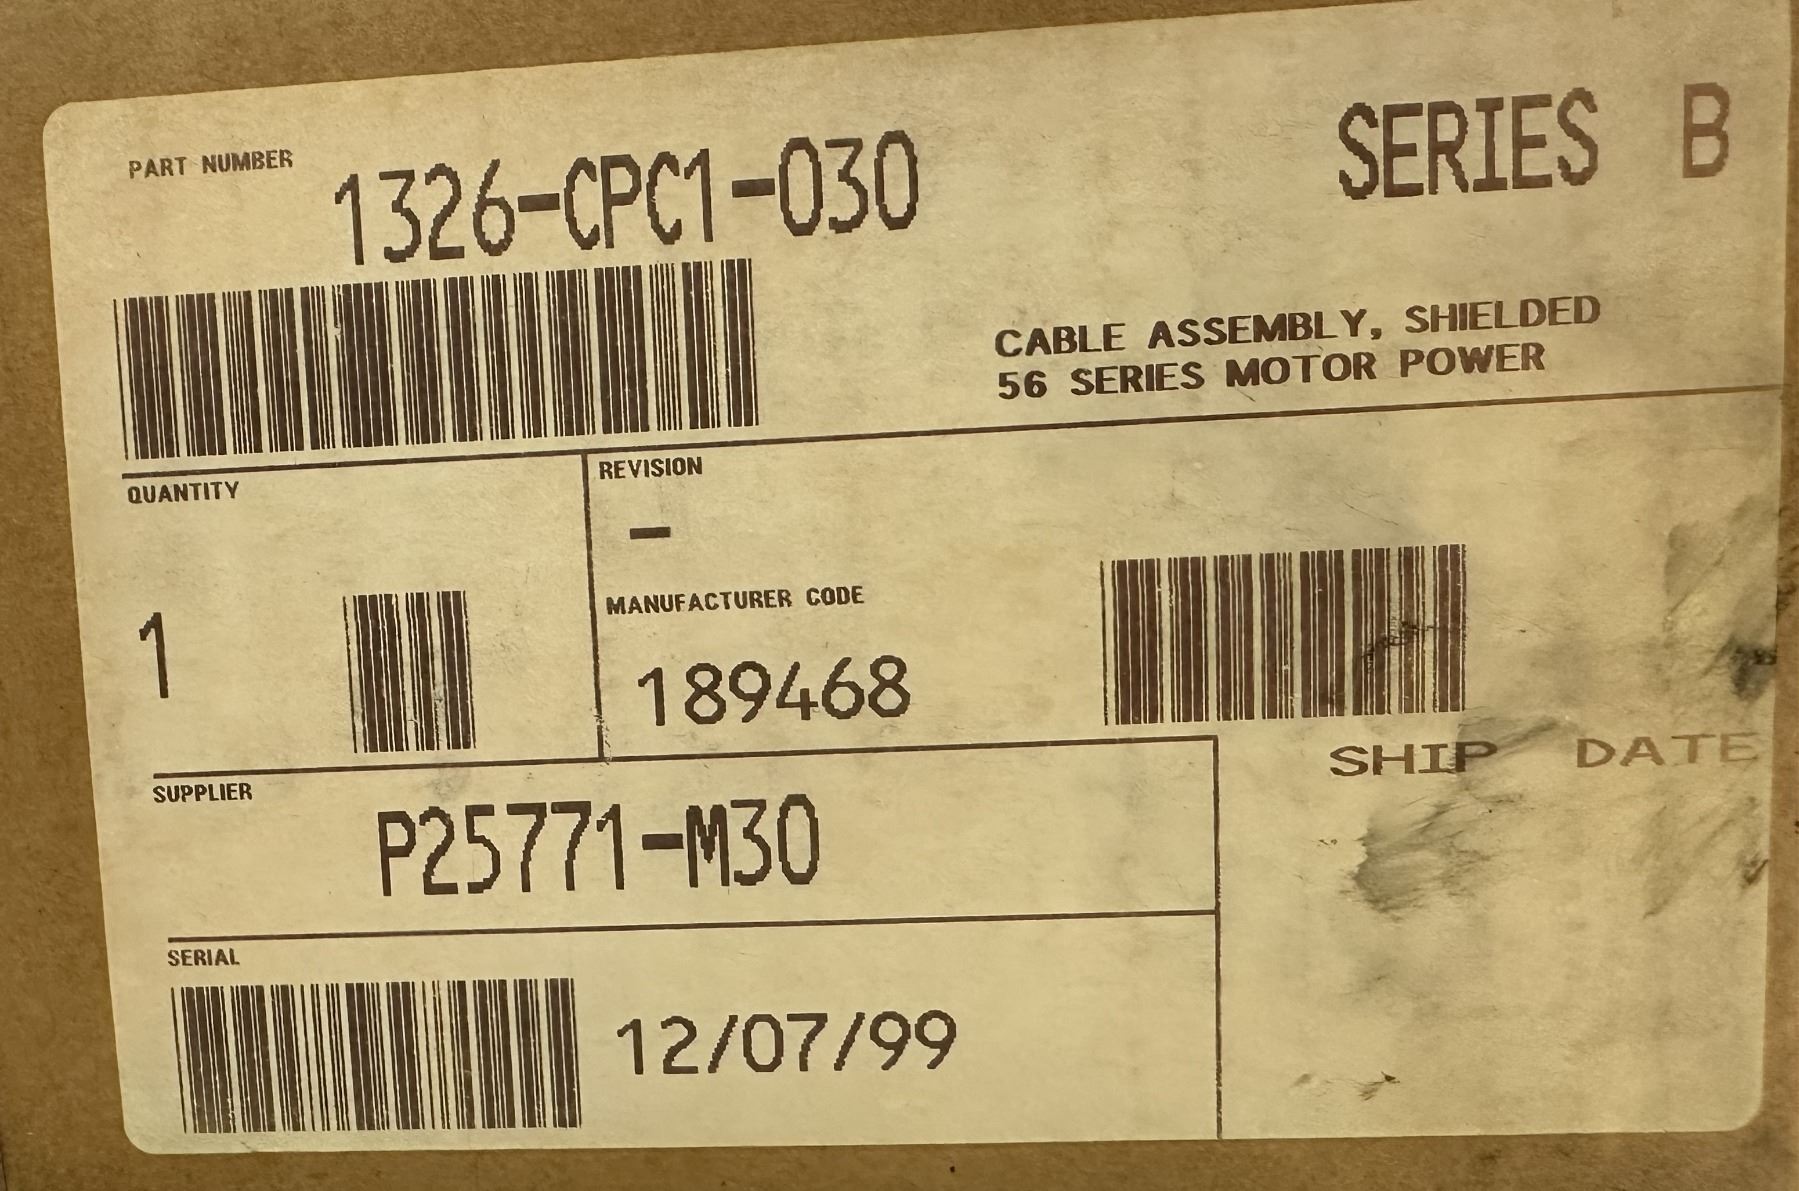 PART NUMBER 1326-CPC1-030 SERIES B
CABLE ASSEMBLY, SHIELDED
56 SERIES MOTOR POWER
QUANTITY
1
REVISION
-
MANUFACTURER CODE
189468
SHIP DATE
SUPPLIER
P25771-M30
SERIAL
12/07/99